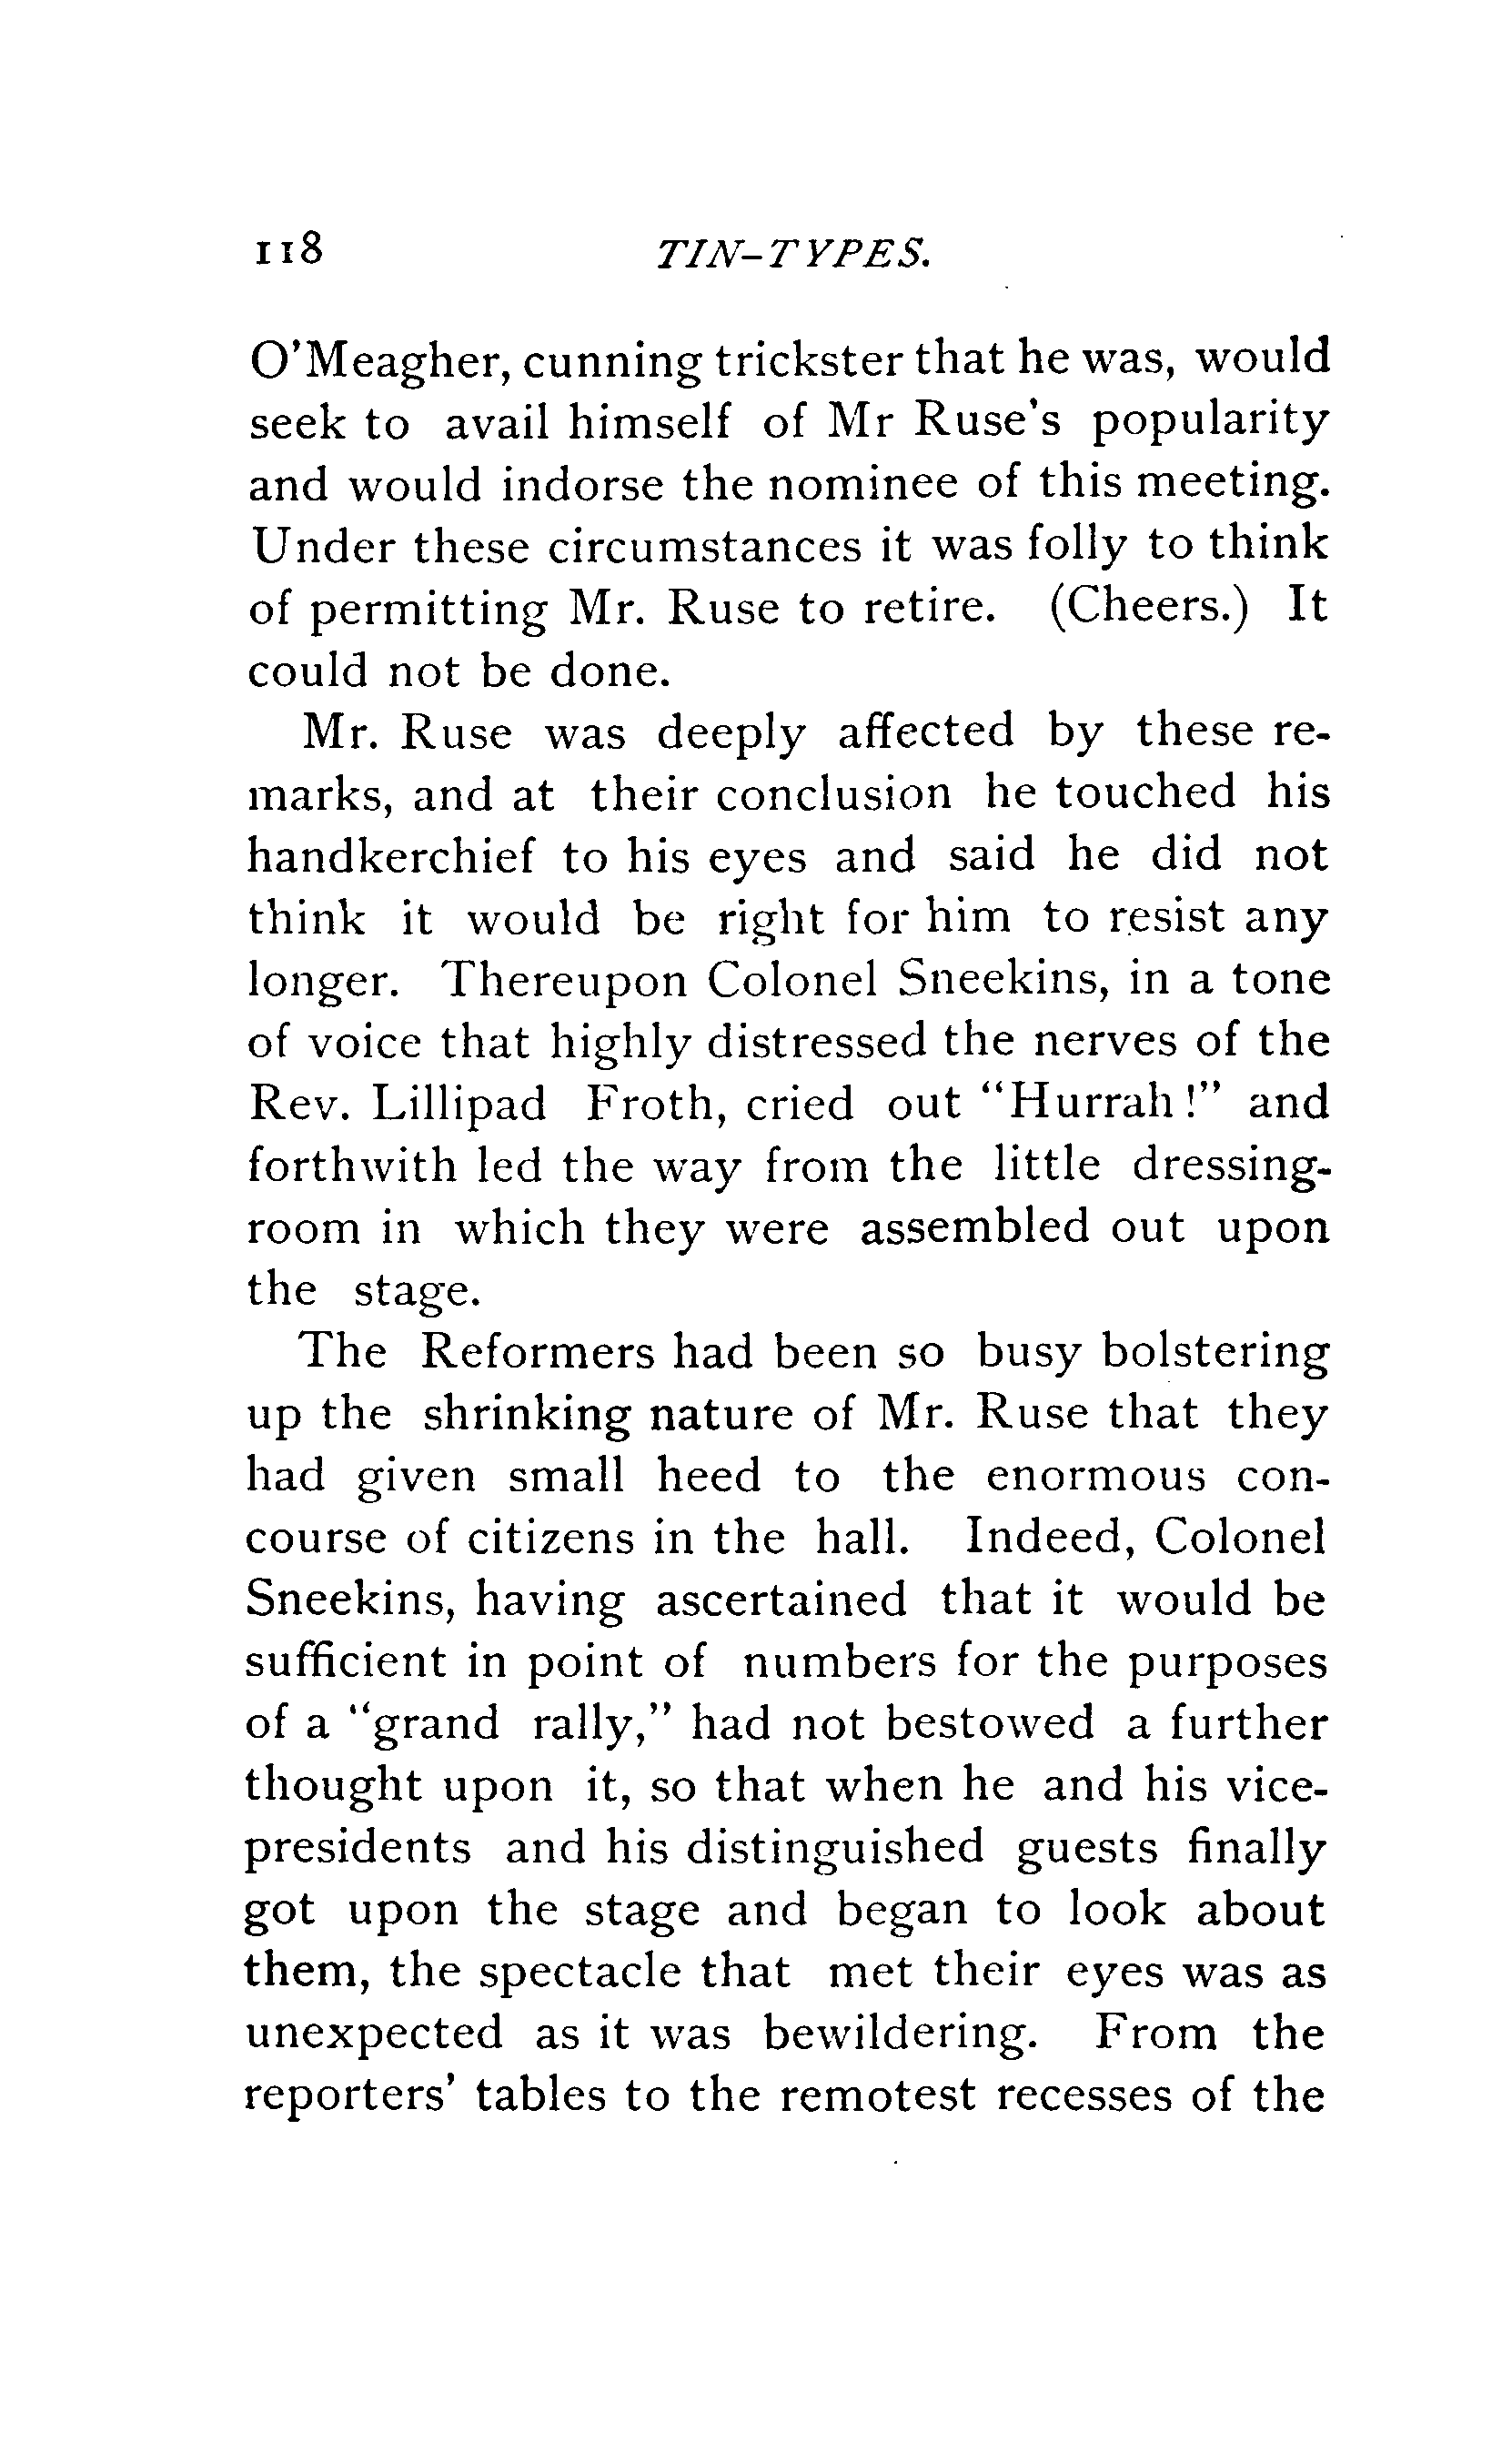 118 TIN-TYPES.
O'Meagher, cunning trickster that he was, would
seek to avail himself of Mr Ruse's popularity
and would indorse the nominee of this meeting.
Under these circumstances it was folly to think
of permitting Mr. Ruse to retire. (Cheers.) It
could not be done.
Mr. Ruse was deeply affected by these re-
marks, and at their conclusion he touched his
handkerchief to his eyes and said he did not
think it would be right for him to resist any
longer. Thereupon Colonel Sneekins, in a tone
of voice that highly distressed the nerves of the
Rev. Lillipad Froth, cried out "Hurrah!" and
forthwith led the way from the little dressing-
room in which they were assembled out upon
the stage.
The Reformers had been so busy bolstering
up the shrinking nature of Mr. Ruse that they
had given small heed to the enormous con-
course of citizens in the hall. Indeed, Colonel
Sneekins, having ascertained that it would be
sufficient in point of numbers for the purposes
of a "grand rally," had not bestowed a further
thought upon it, so that when he and his vice-
presidents and his distinguished guests finally
got upon the stage and began to look about
them, the spectacle that met their eyes was as
unexpected as it was bewildering. From the
reporters' tables to the remotest recesses of the